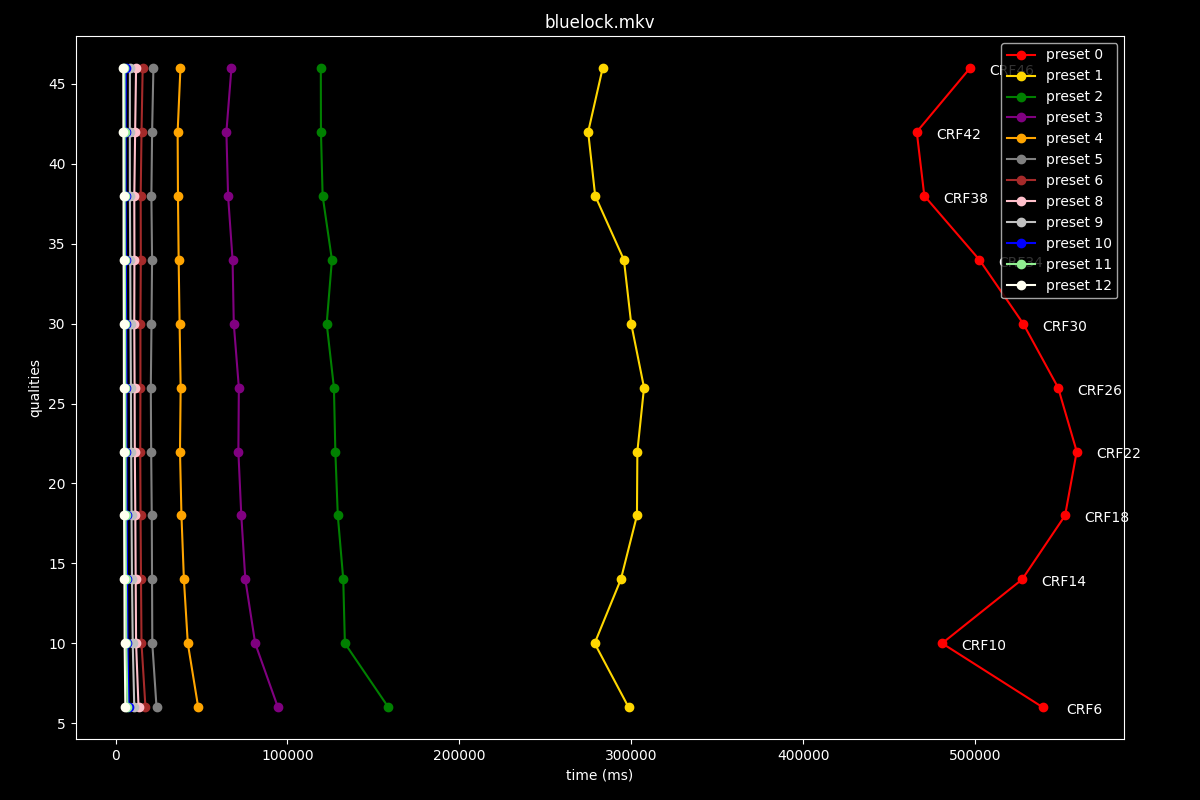 bluelock.mkv
preset 0
preset 1
preset 2
preset 3
preset 4
preset 5
preset 6
preset 8
preset 9
preset 10
preset 11
preset 12
CRF46
CRF42
CRF38
CRF34
CRF30
CRF26
CRF22
CRF18
CRF14
CRF10
CRF6
qualities
45
40
35
30
25
20
15
10
5
0
100000
200000
300000
400000
500000
time (ms)